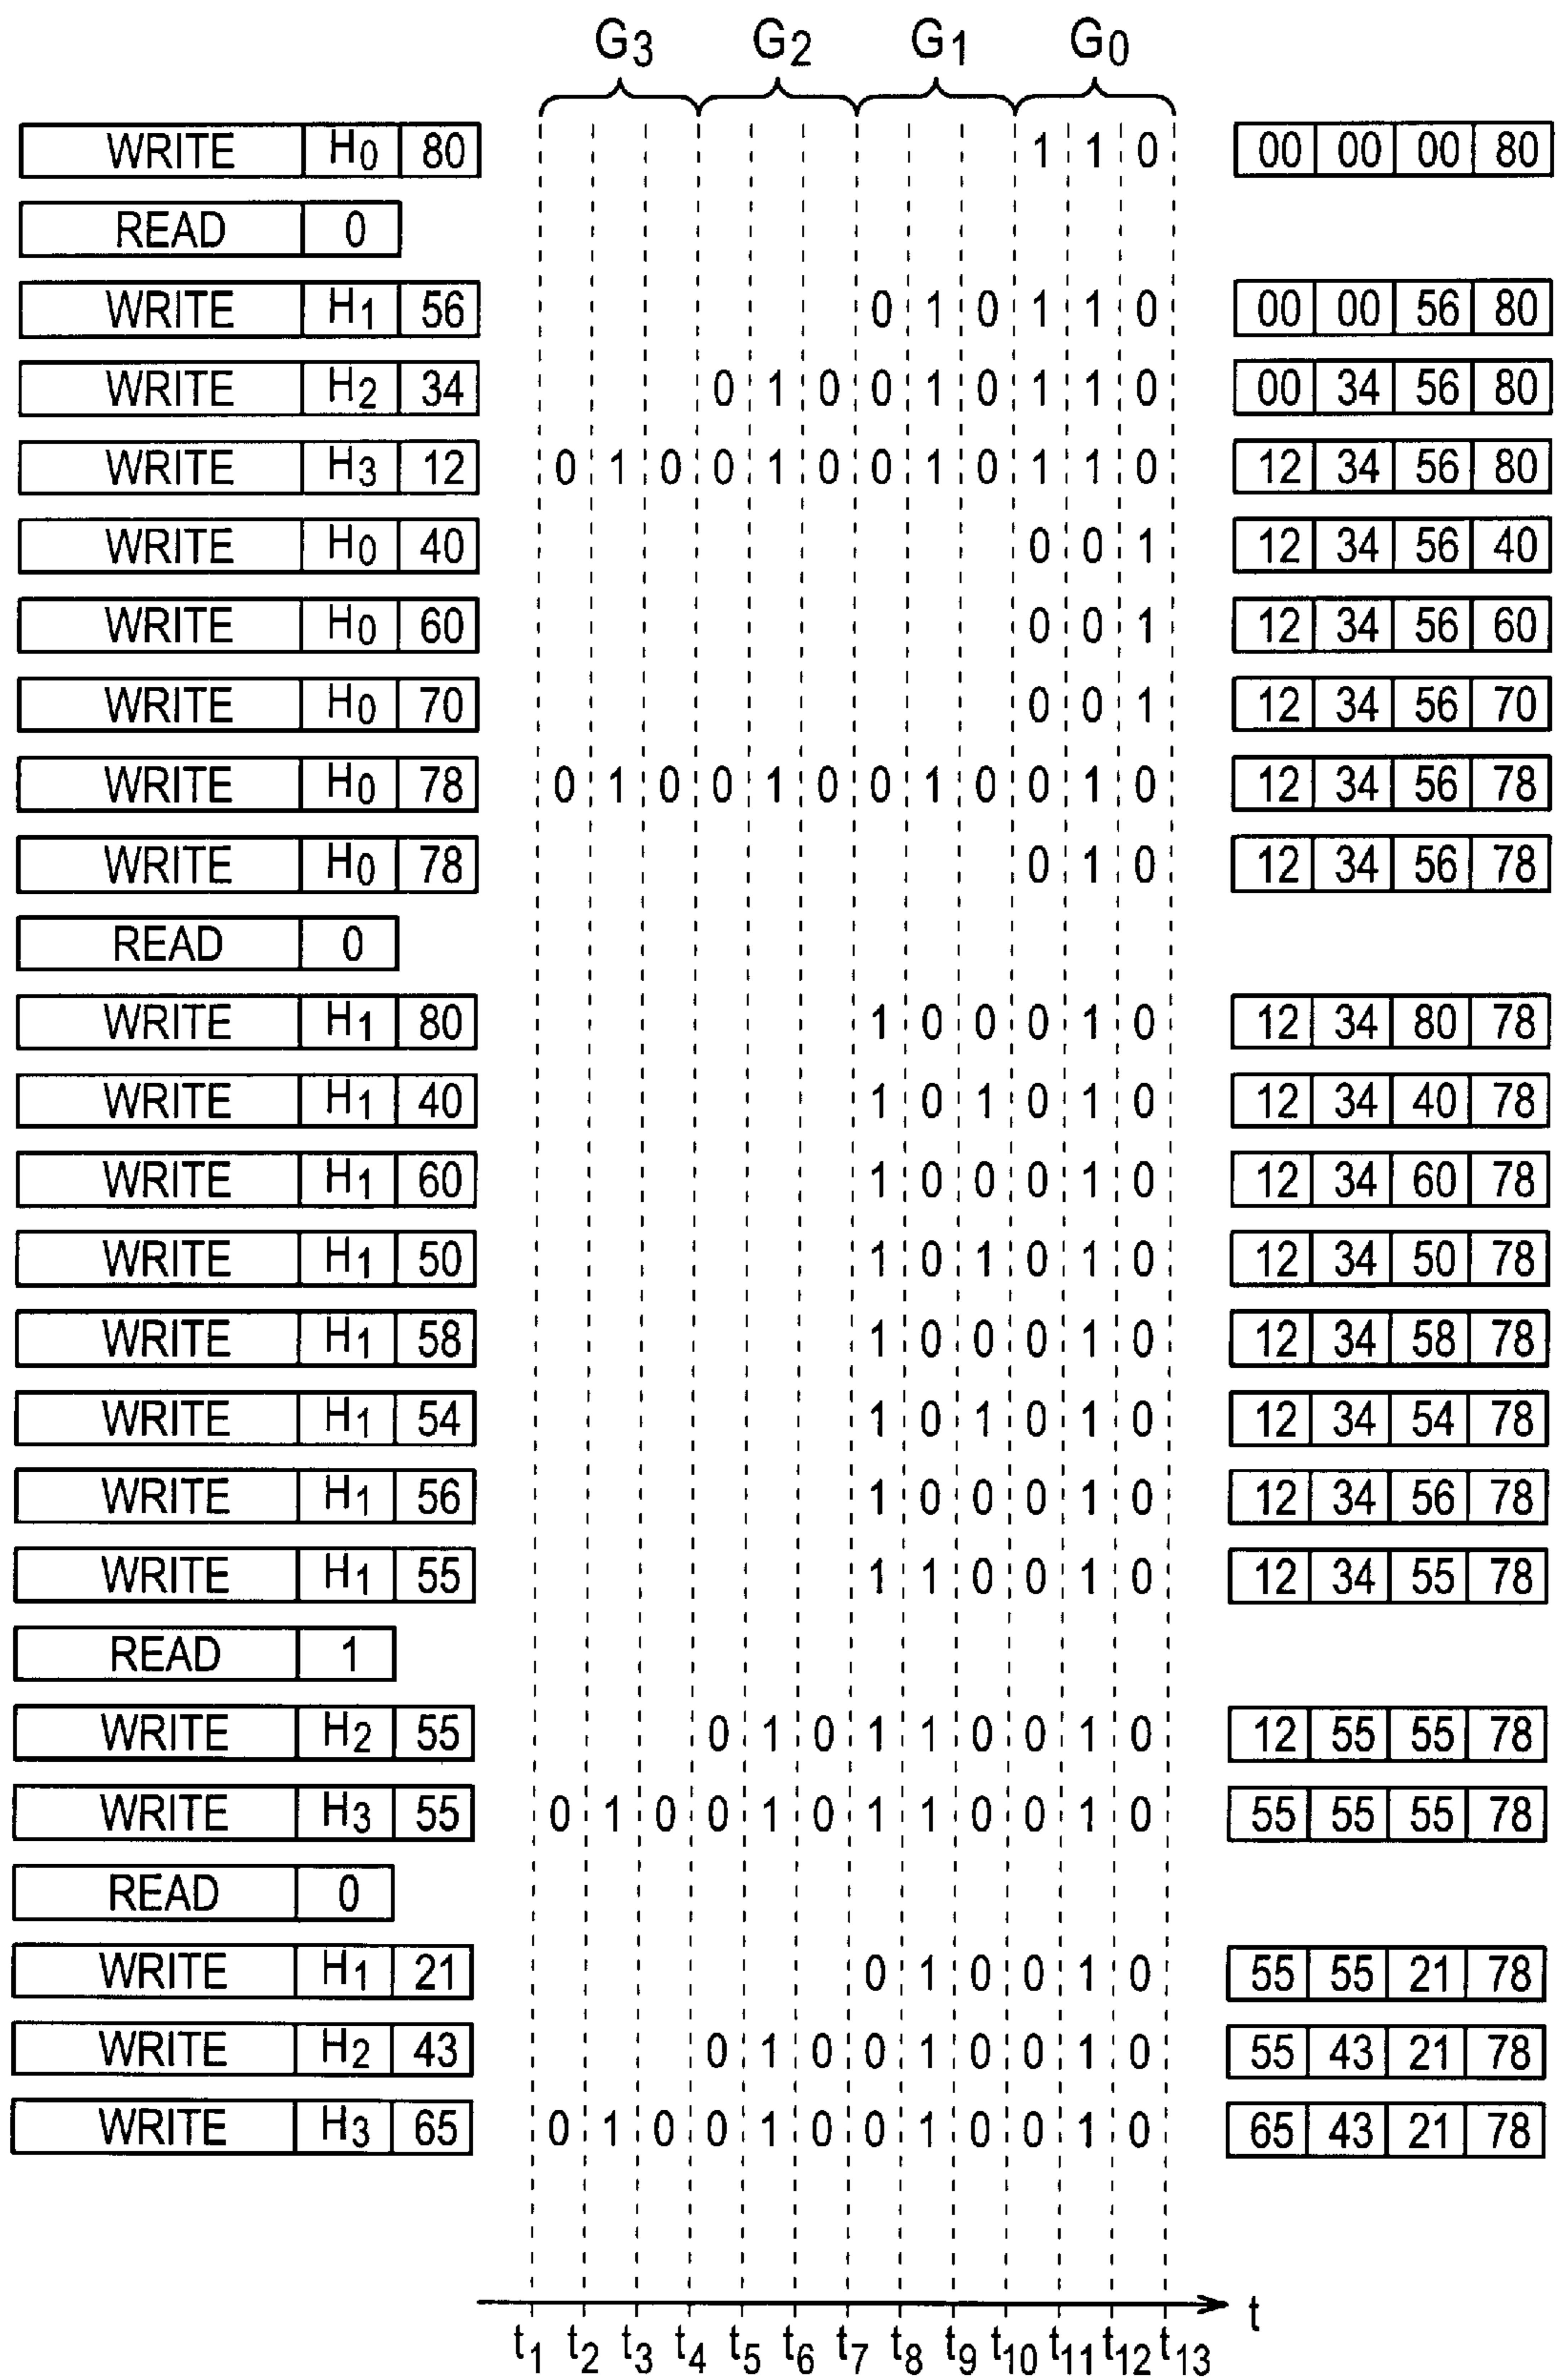 G3 G2 G1 G0
WRITE H0 80 1 1 0 00 00 00 80
READ 0
WRITE H1 56 0 1 0 1 1 0 00 00 56 80
WRITE H2 34 0 1 0 0 1 0 1 1 0 00 34 56 80
WRITE H3 12 0 1 0 0 1 0 0 1 0 1 1 0 12 34 56 80
WRITE H0 40 0 0 1 12 34 56 40
WRITE H0 60 0 0 1 12 34 56 60
WRITE H0 70 0 0 1 12 34 56 70
WRITE H0 78 0 1 0 0 1 0 0 1 0 0 1 0 12 34 56 78
WRITE H0 78 0 1 0 12 34 56 78
READ 0
WRITE H1 80 1 0 0 0 1 0 12 34 80 78
WRITE H1 40 1 0 1 0 1 0 12 34 40 78
WRITE H1 60 1 0 0 0 1 0 12 34 60 78
WRITE H1 50 1 0 1 0 1 0 12 34 50 78
WRITE H1 58 1 0 0 0 1 0 12 34 58 78
WRITE H1 54 1 0 1 0 1 0 12 34 54 78
WRITE H1 56 1 0 0 0 1 0 12 34 56 78
WRITE H1 55 1 1 0 0 1 0 12 34 55 78
READ 1
WRITE H2 55 0 1 0 1 1 0 0 1 0 12 55 55 78
WRITE H3 55 0 1 0 0 1 0 1 1 0 0 1 0 55 55 55 78
READ 0
WRITE H1 21 0 1 0 0 1 0 55 55 21 78
WRITE H2 43 0 1 0 0 1 0 0 1 0 55 43 21 78
WRITE H3 65 0 1 0 0 1 0 0 1 0 0 1 0 65 43 21 78
t
t1 t2 t3 t4 t5 t6 t7 t8 t9 t10 t11 t12 t13